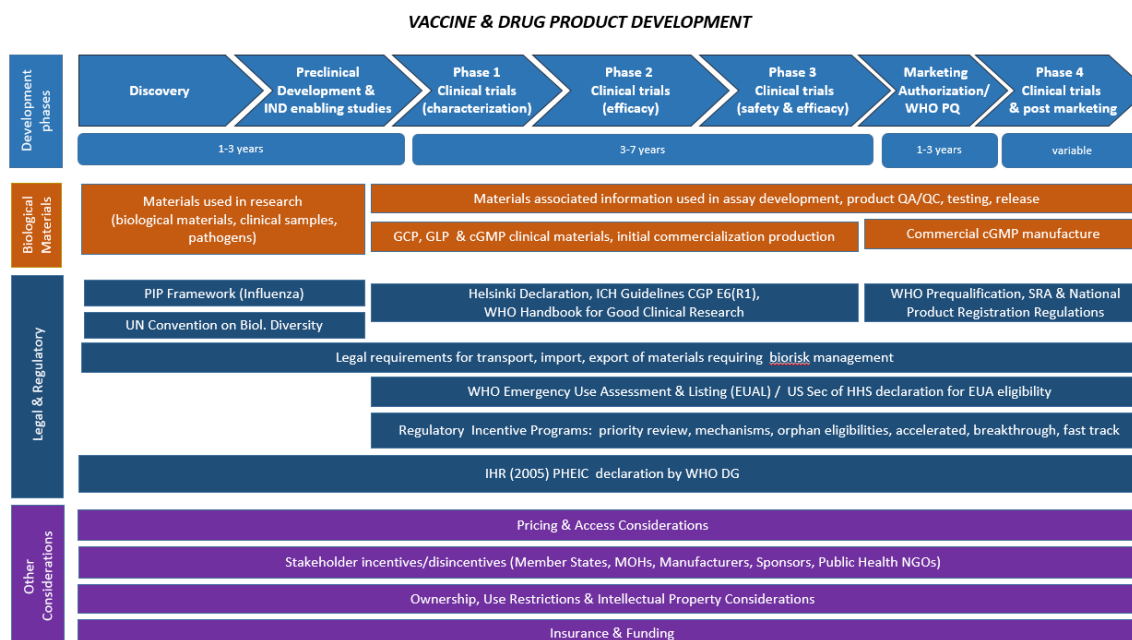 VACCINE & DRUG PRODUCT DEVELOPMENT
Development
phases
Discovery
Preclinical
Development &
IND enabling studies
Phase 1
Clinical trials
(characterization)
Phase 2
Clinical trials
(efficacy)
Phase 3
Clinical trials
(safety & efficacy)
Marketing
Authorization/
WHO PQ
Phase 4
Clinical trials
& post marketing
1-3 years
3-7 years
1-3 years
variable
Biological
Materials
Materials used in research
(biological materials, clinical samples,
pathogens)
Materials associated information used in assay development, product QA/QC, testing, release
GCP, GLP & cGMP clinical materials, initial commercialization production
Commercial cGMP manufacture
Legal & Regulatory
PIP Framework (Influenza)
UN Convention on Biol. Diversity
Helsinki Declaration, ICH Guidelines CGP E6(R1),
WHO Handbook for Good Clinical Research
WHO Prequalification, SRA & National
Product Registration Regulations
Legal requirements for transport, import, export of materials requiring biorisk management
WHO Emergency Use Assessment & Listing (EUAL) / US Sec of HHS declaration for EUA eligibility
Regulatory Incentive Programs: priority review, mechanisms, orphan eligibilities, accelerated, breakthrough, fast track
IHR (2005) PHEIC declaration by WHO DG
Other
Considerations
Pricing & Access Considerations
Stakeholder incentives/disincentives (Member States, MOHs, Manufacturers, Sponsors, Public Health NGOs)
Ownership, Use Restrictions & Intellectual Property Considerations
Insurance & Funding